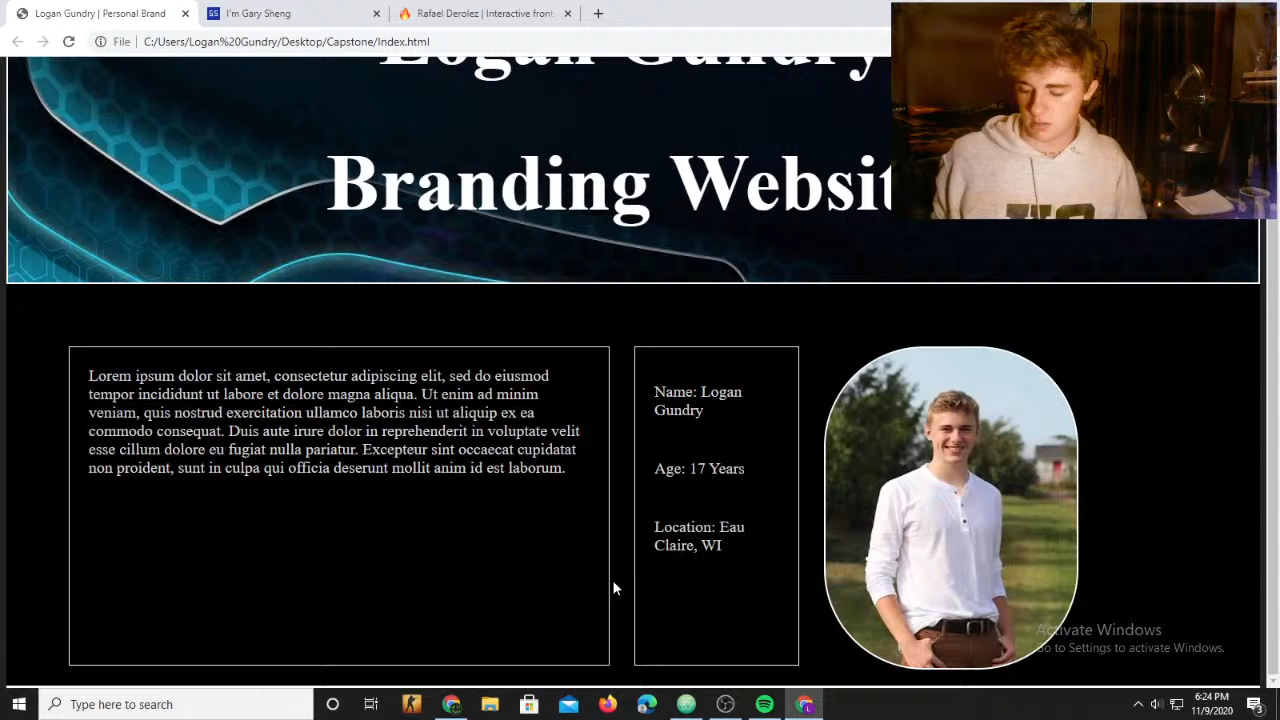 Logan Gundry | Personal Brand
I'm Gary Sheng
Rafael Derolez | Interactive front
File
C:/Users/Logan%20Gundry/Desktop/Capstone/Index.html
Logan Gundry
Branding Websit
Lorem ipsum dolor sit amet, consectetur adipiscing elit, sed do eiusmod
tempor incididunt ut labore et dolore magna aliqua. Ut enim ad minim
veniam, quis nostrud exercitation ullamco laboris nisi ut aliquip ex ea
commodo consequat. Duis aute irure dolor in reprehenderit in voluptate velit
esse cillum dolore eu fugiat nulla pariatur. Excepteur sint occaecat cupidatat
non proident, sunt in culpa qui officia deserunt mollit anim id est laborum.
Name: Logan
Gundry
Age: 17 Years
Location: Eau
Claire, WI
Activate Windows
Go to Settings to activate Windows.
Type here to search
6:24 PM
11/9/2020